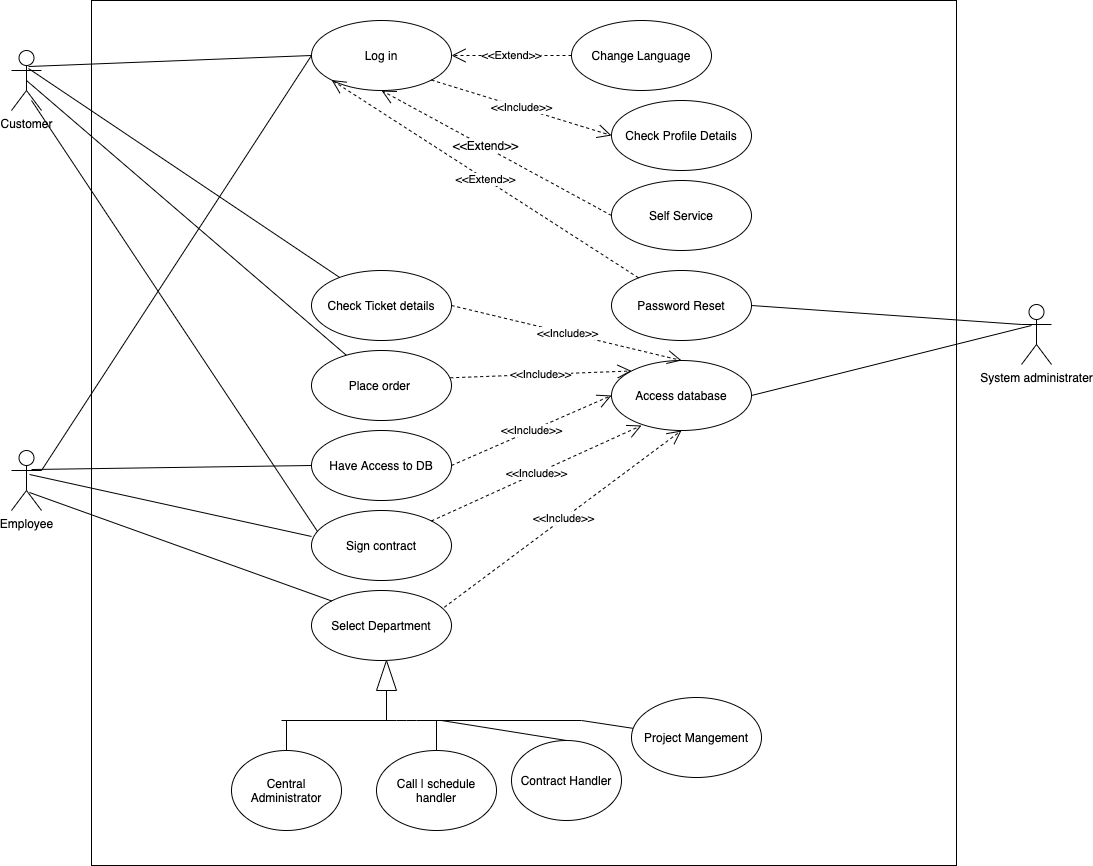 Log in
<<Extend>>
Change Language
<<Include>>
Customer
Check Profile Details
<<Extend>>
<<Extend>>
Self Service
Check Ticket details
Password Reset
<<Include>>
System administrater
<<Include>>
Place order
Access database
<<Include>>
Have Access to DB
<<Include>>
Employee
<<Include>>
Sign contract
Select Department
Project Mangement
Central
Administrator
Call | schedule
handler
Contract Handler